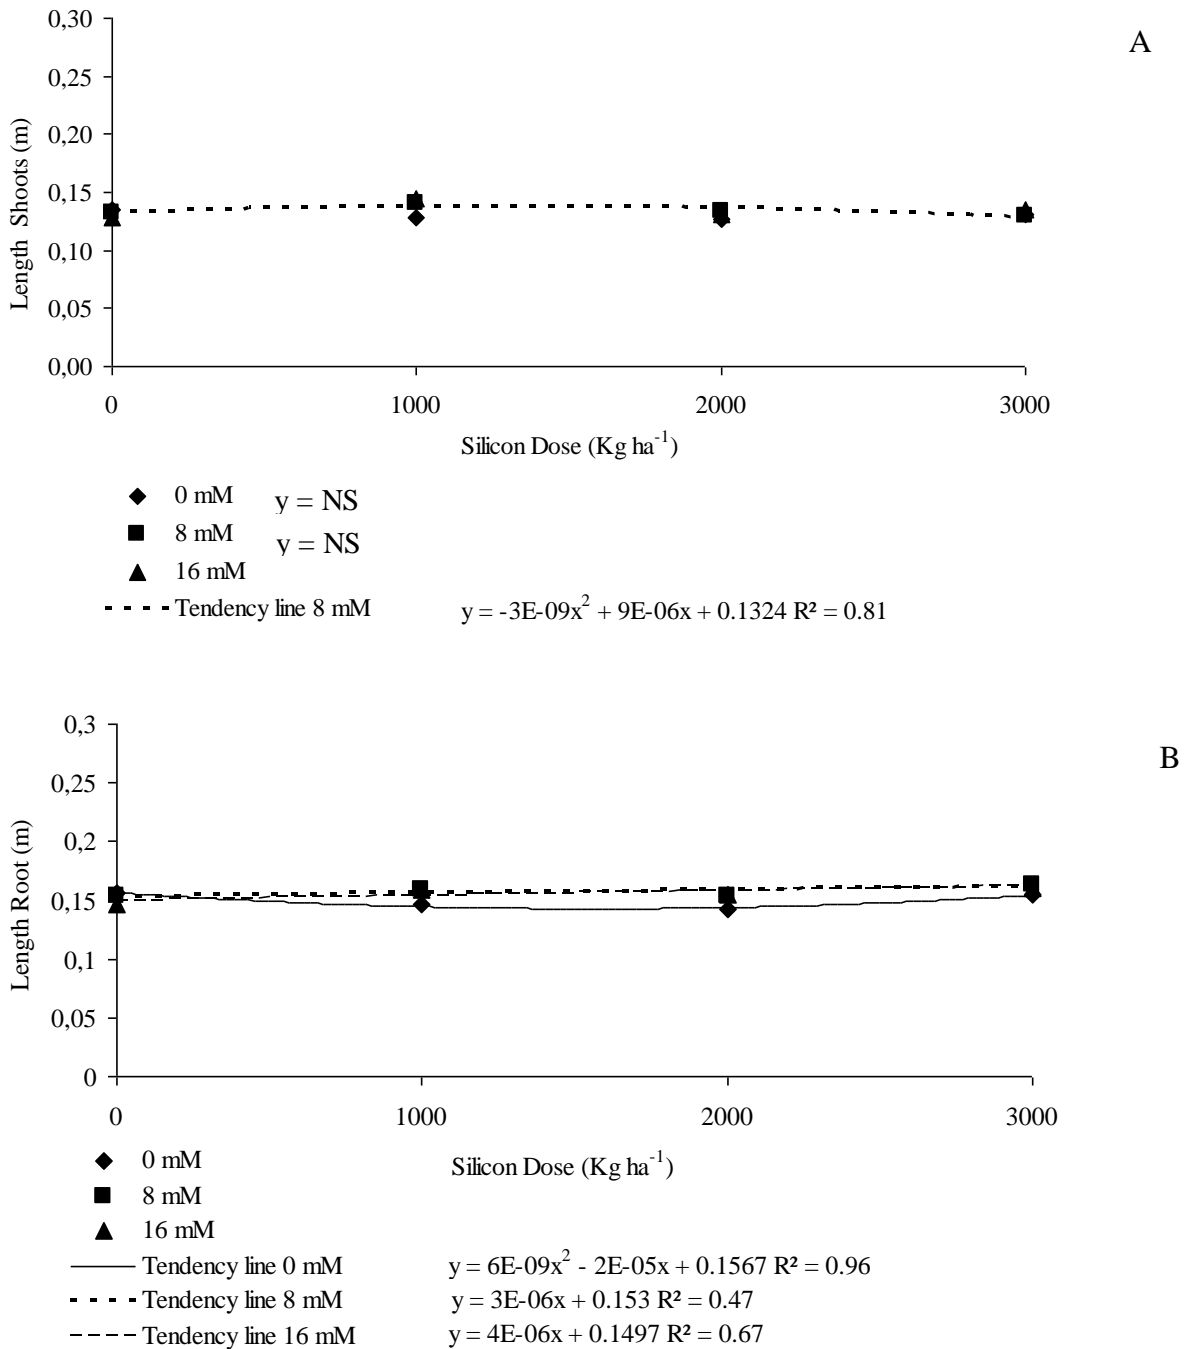 A
0,30
0,25
0,20
0,15
0,10
0,05
0,00
Length Shoots (m)
0 1000 2000 3000
Silicon Dose (Kg ha⁻¹)
0 mM y = NS
8 mM y = NS
16 mM
Tendency line 8 mM y = -3E-09x² + 9E-06x + 0.1324 R² = 0.81
B
0,3
0,25
0,2
0,15
0,1
0,05
0
Length Root (m)
0 1000 2000 3000
Silicon Dose (Kg ha⁻¹)
0 mM
8 mM
16 mM
Tendency line 0 mM y = 6E-09x² - 2E-05x + 0.1567 R² = 0.96
Tendency line 8 mM y = 3E-06x + 0.153 R² = 0.47
Tendency line 16 mM y = 4E-06x + 0.1497 R² = 0.67